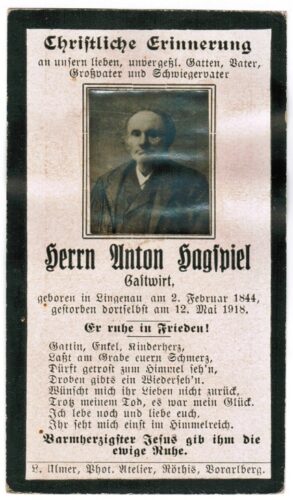 Christliche Erinnerung
an unsern lieben, unvergeßl. Gatten, Vater,
Großvater und Schwiegervater
Herrn Anton Hagspiel
Gastwirt,
geboren in Lingenau am 2. Februar 1844,
gestorben dortselbst am 12. Mai 1918.
Er ruhe in Frieden!
Gattin, Enkel, Kinderherz,
Laßt am Grabe euern Schmerz,
Dürft getrost zum Himmel seh'n,
Droben gibts ein Wiederseh'n.
Wünscht mich ihr Lieben nicht zurück,
Trotz meinem Tod, es war mein Glück.
Ich lebe noch und liebe euch,
Ihr seht mich einst im Himmelreich.
Barmherzigster Jesus gib ihm die
ewige Ruhe.
L. Ulmer, Phot. Atelier, Röthis, Vorarlberg.